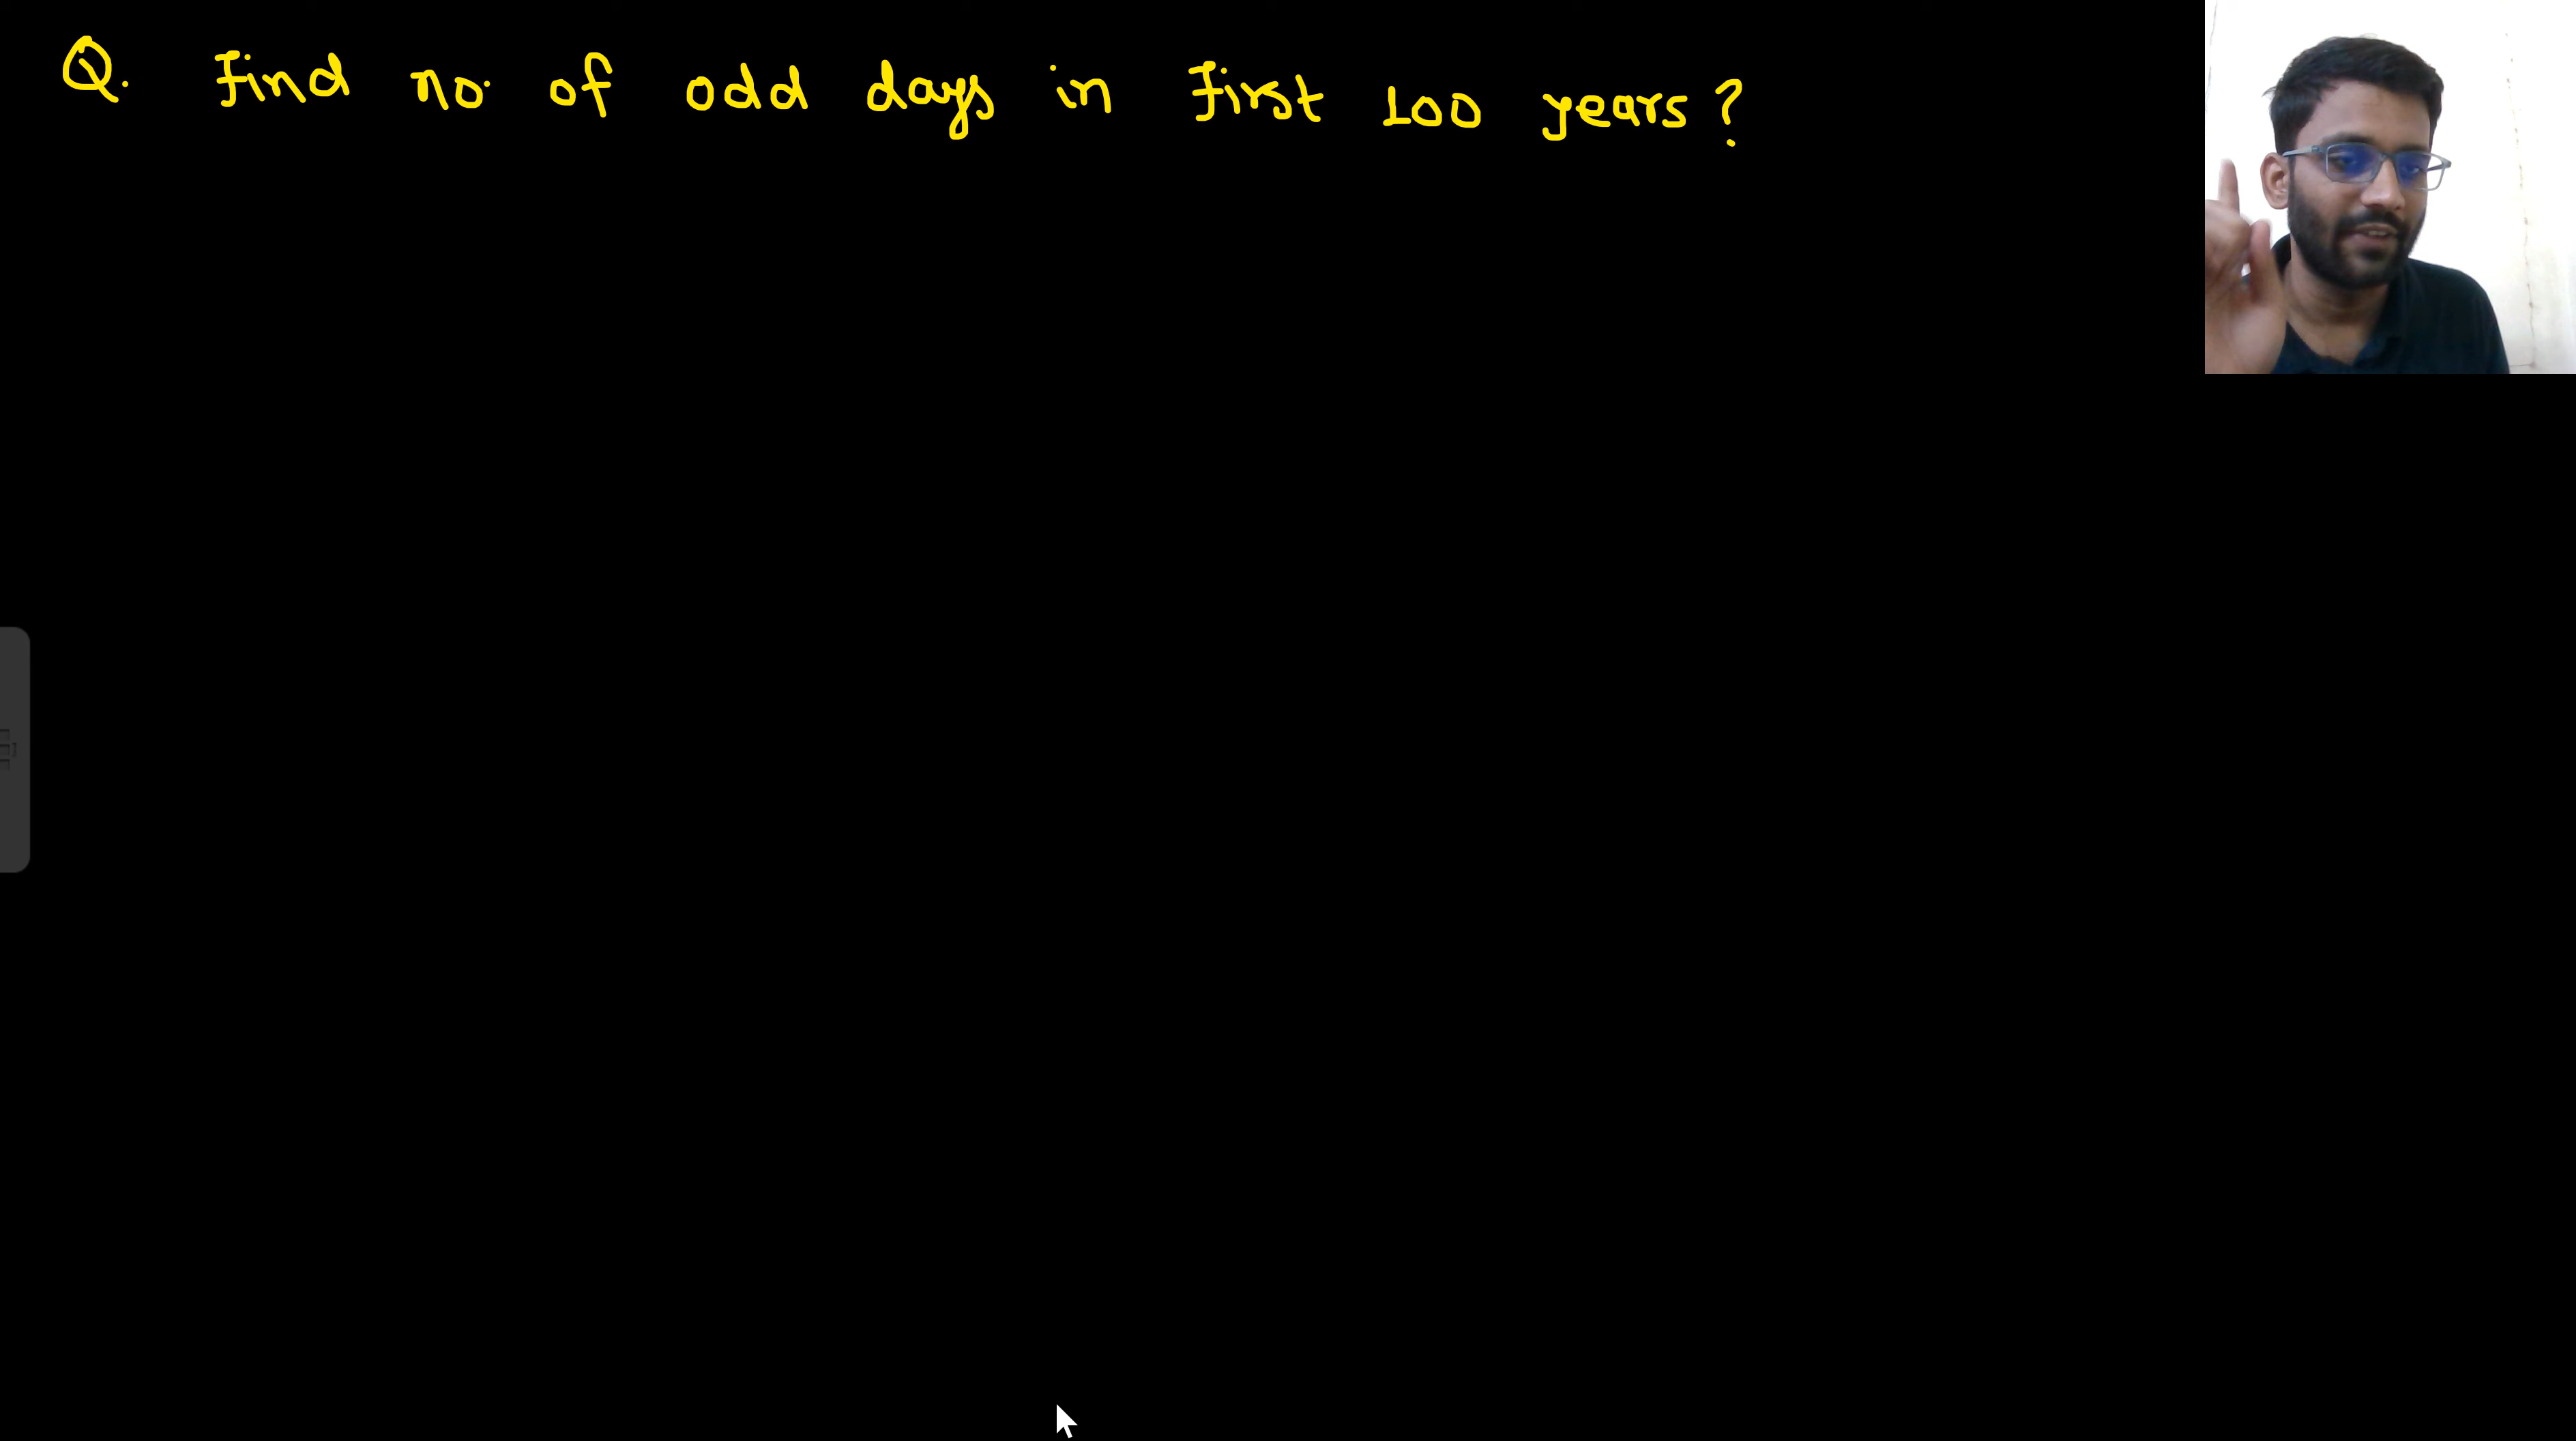 Q. Find no. of odd days in first 100 years?